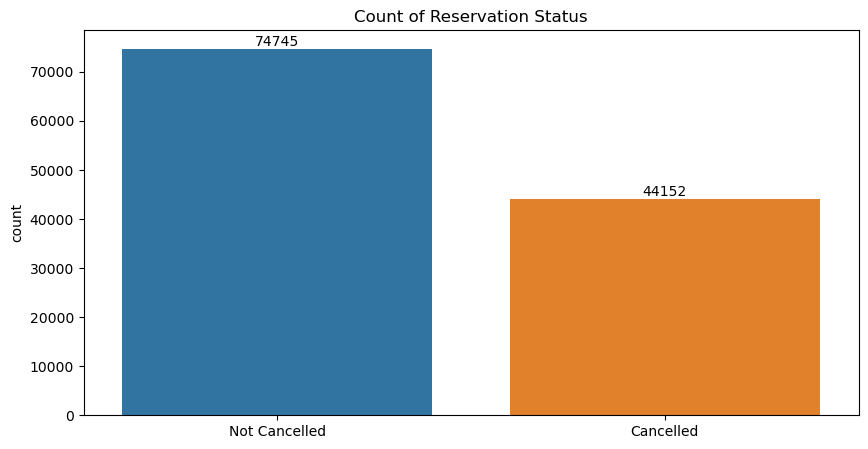 Count of Reservation Status
74745
44152
70000
60000
50000
40000
30000
20000
10000
0
count
Not Cancelled
Cancelled